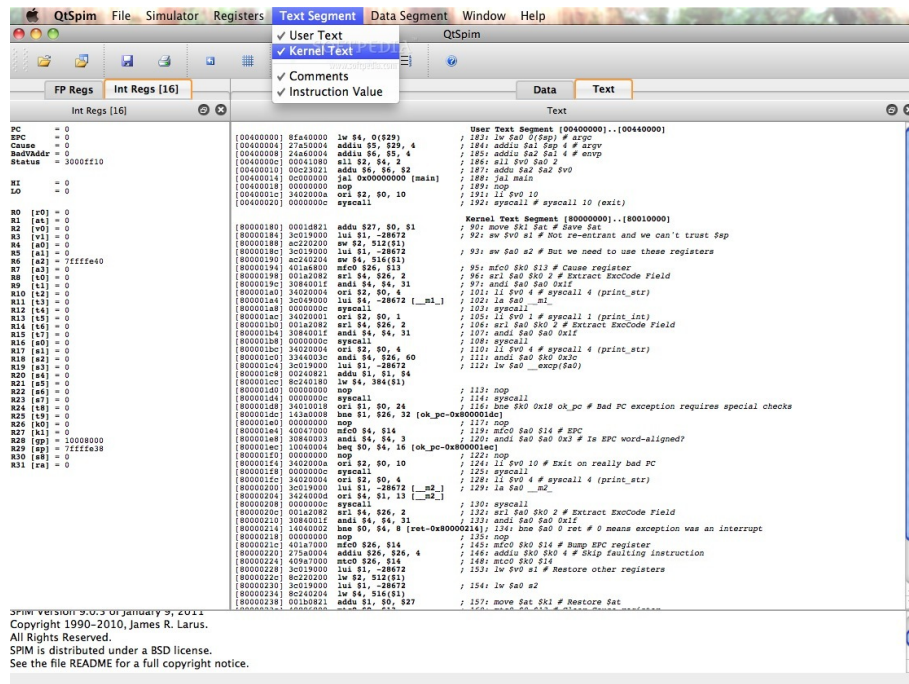 QtSpim File Simulator Registers Text Segment Data Segment Window Help
QtSpim
✓ User Text
✓ Kernel Text
✓ Comments
✓ Instruction Value
FP Regs Int Regs [16] Data Text
Int Regs [16] Text
PC = 0
EPC = 0
Cause = 0
BadVAddr = 0
Status = 3000ff10
HI = 0
LO = 0
R0 [r0] = 0
R1 [at] = 0
R2 [v0] = 0
R3 [v1] = 0
R4 [a0] = 0
R5 [a1] = 0
R6 [a2] = 7ffffe40
R7 [a3] = 0
R8 [t0] = 0
R9 [t1] = 0
R10 [t2] = 0
R11 [t3] = 0
R12 [t4] = 0
R13 [t5] = 0
R14 [t6] = 0
R15 [t7] = 0
R16 [s0] = 0
R17 [s1] = 0
R18 [s2] = 0
R19 [s3] = 0
R20 [s4] = 0
R21 [s5] = 0
R22 [s6] = 0
R23 [s7] = 0
R24 [t8] = 0
R25 [t9] = 0
R26 [k0] = 0
R27 [k1] = 0
R28 [gp] = 10008000
R29 [sp] = 7ffffe38
R30 [s8] = 0
R31 [ra] = 0
User Text Segment [00400000]..[00440000]
[00400000] 8fa40000 lw $4, 0($29) ; 183: lw $a0 0($sp) # argc
[00400004] 27a50004 addiu $5, $29, 4 ; 184: addiu $a1 $sp 4 # argv
[00400008] 24a60004 addiu $6, $5, 4 ; 185: addiu $a2 $a1 4 # envp
[0040000c] 00041080 sll $2, $4, 2 ; 186: sll $v0 $a0 2
[00400010] 00c23021 addu $6, $6, $2 ; 187: addu $a2 $a2 $v0
[00400014] 0c000000 jal 0x00000000 [main] ; 188: jal main
[00400018] 00000000 nop ; 189: nop
[0040001c] 3402000a ori $2, $0, 10 ; 191: li $v0 10
[00400020] 0000000c syscall ; 192: syscall # syscall 10 (exit)
Kernel Text Segment [80000000]..[80010000]
[80000180] 0001d821 addu $27, $0, $1 ; 90: move $k1 $at # Save $at
[80000184] 3c019000 lui $1, -28672 ; 92: sw $v0 s1 # Not re-entrant and we can't trust $sp
[80000188] ac220200 sw $2, 512($1)
[8000018c] 3c019000 lui $1, -28672 ; 93: sw $a0 s2 # But we need to use these registers
[80000190] ac240204 sw $4, 516($1)
[80000194] 401a6800 mfc0 $26, $13 ; 95: mfc0 $k0 $13 # Cause register
[80000198] 001a2082 srl $4, $26, 2 ; 96: srl $a0 $k0 2 # Extract ExcCode Field
[8000019c] 3084001f andi $4, $4, 31 ; 97: andi $a0 $a0 0x1f
[800001a0] 34020004 ori $2, $0, 4 ; 101: li $v0 4 # syscall 4 (print_str)
[800001a4] 3c049000 lui $4, -28672 [__m1_] ; 102: la $a0 __m1_
[800001a8] 0000000c syscall ; 103: syscall
[800001ac] 34020001 ori $2, $0, 1 ; 105: li $v0 1 # syscall 1 (print_int)
[800001b0] 001a2082 srl $4, $26, 2 ; 106: srl $a0 $k0 2 # Extract ExcCode Field
[800001b4] 3084001f andi $4, $4, 31 ; 107: andi $a0 $a0 0x1f
[800001b8] 0000000c syscall ; 108: syscall
[800001bc] 34020004 ori $2, $0, 4 ; 110: li $v0 4 # syscall 4 (print_str)
[800001c0] 3344003c andi $4, $26, 60 ; 111: andi $a0 $k0 0x3c
[800001c4] 3c019000 lui $1, -28672 ; 112: lw $a0 __excp($a0)
[800001c8] 00240821 addu $1, $1, $4
[800001cc] 8c240180 lw $4, 384($1)
[800001d0] 00000000 nop ; 113: nop
[800001d4] 0000000c syscall ; 114: syscall
[800001d8] 34010018 ori $1, $0, 24 ; 116: bne $k0 0x18 ok_pc # Bad PC exception requires special checks
[800001dc] 143a0008 bne $1, $26, 32 [ok_pc-0x800001dc]
[800001e0] 00000000 nop ; 117: nop
[800001e4] 40047000 mfc0 $4, $14 ; 119: mfc0 $a0 $14 # EPC
[800001e8] 30840003 andi $4, $4, 3 ; 120: andi $a0 $a0 0x3 # Is EPC word-aligned?
[800001ec] 10040004 beq $0, $4, 16 [ok_pc-0x800001ec]
[800001f0] 00000000 nop ; 122: nop
[800001f4] 3402000a ori $2, $0, 10 ; 124: li $v0 10 # Exit on really bad PC
[800001f8] 0000000c syscall ; 125: syscall
[800001fc] 34020004 ori $2, $0, 4 ; 128: li $v0 4 # syscall 4 (print_str)
[80000200] 3c019000 lui $1, -28672 [__m2_] ; 129: la $a0 __m2_
[80000204] 3424000d ori $4, $1, 13 [__m2_]
[80000208] 0000000c syscall ; 130: syscall
[8000020c] 001a2082 srl $4, $26, 2 ; 132: srl $a0 $k0 2 # Extract ExcCode Field
[80000210] 3084001f andi $4, $4, 31 ; 133: andi $a0 $a0 0x1f
[80000214] 14040002 bne $0, $4, 8 [ret-0x80000214]; 134: bne $a0 0 ret # 0 means exception was an interrupt
[80000218] 00000000 nop ; 135: nop
[8000021c] 401a7000 mfc0 $26, $14 ; 145: mfc0 $k0 $14 # Bump EPC register
[80000220] 275a0004 addiu $26, $26, 4 ; 146: addiu $k0 $k0 4 # Skip faulting instruction
[80000224] 409a7000 mtc0 $26, $14 ; 148: mtc0 $k0 $14
[80000228] 3c019000 lui $1, -28672 ; 153: lw $v0 s1 # Restore other registers
[8000022c] 8c220200 lw $2, 512($1)
[80000230] 3c019000 lui $1, -28672 ; 154: lw $a0 s2
[80000234] 8c240204 lw $4, 516($1)
[80000238] 001b0821 addu $1, $0, $27 ; 157: move $at $k1 # Restore $at
SPIM Version 9.0.3 of January 9, 2011
Copyright 1990-2010, James R. Larus.
All Rights Reserved.
SPIM is distributed under a BSD license.
See the file README for a full copyright notice.